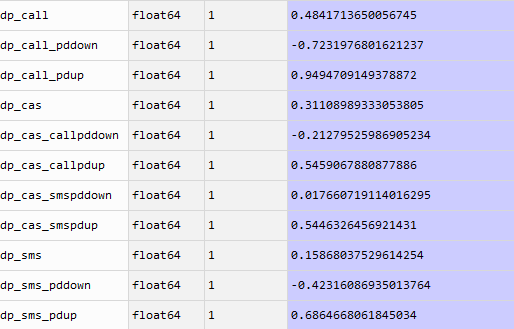 dp_call float64 1 0.4841713650056745
dp_call_pddown float64 1 -0.7231976801621237
dp_call_pdup float64 1 0.9494709149378872
dp_cas float64 1 0.31108989333053805
dp_cas_callpddown float64 1 -0.21279525986905234
dp_cas_callpdup float64 1 0.5459067880877886
dp_cas_smspddown float64 1 0.017660719114016295
dp_cas_smspdup float64 1 0.5446326456921431
dp_sms float64 1 0.15868037529614254
dp_sms_pddown float64 1 -0.42316086935013764
dp_sms_pdup float64 1 0.6864668061845034